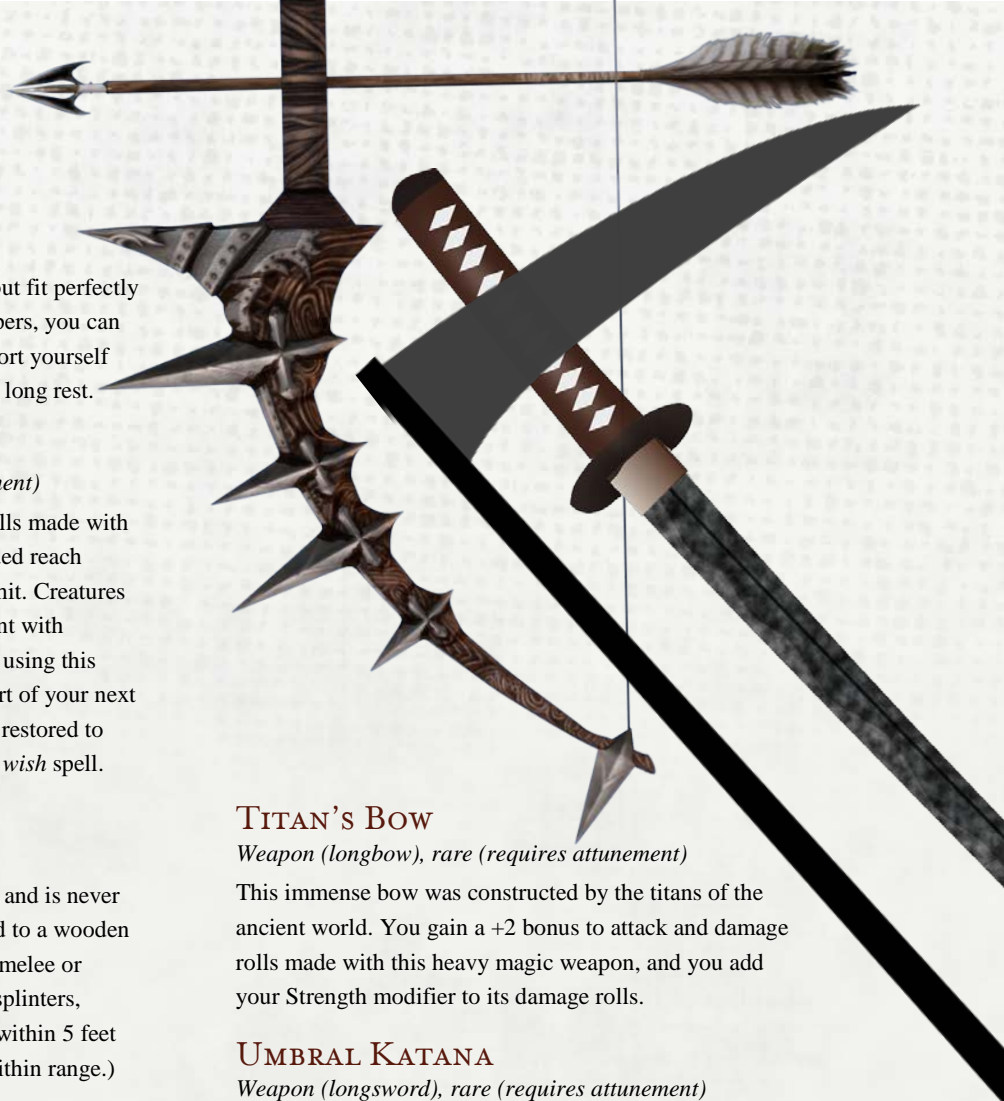 ut fit perfectly
pers, you can
ort yourself
long rest.
ent)
lls made with
ed reach
hit. Creatures
nt with
using this
rt of your next
restored to
wish spell.
and is never
d to a wooden
melee or
splinters,
within 5 feet
ithin range.)
Titan's Bow
Weapon (longbow), rare (requires attunement)
This immense bow was constructed by the titans of the
ancient world. You gain a +2 bonus to attack and damage
rolls made with this heavy magic weapon, and you add
your Strength modifier to its damage rolls.
Umbral Katana
Weapon (longsword), rare (requires attunement)